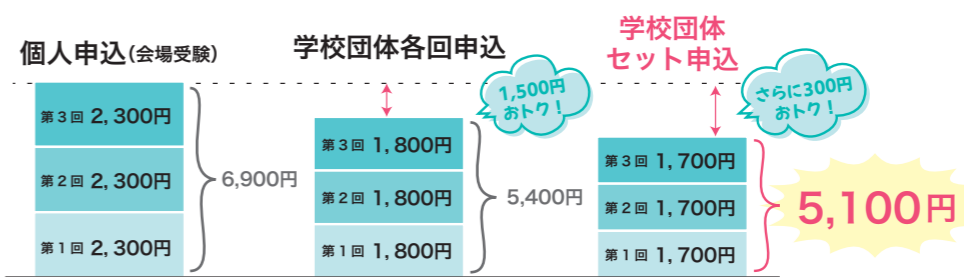 個人申込(会場受験)
第3回 2,300円
第2回 2,300円
第1回 2,300円
6,900円
学校団体各回申込
1,500円
おトク！
第3回 1,800円
第2回 1,800円
第1回 1,800円
5,400円
学校団体
セット申込
さらに300円
おトク！
第3回 1,700円
第2回 1,700円
第1回 1,700円
5,100円